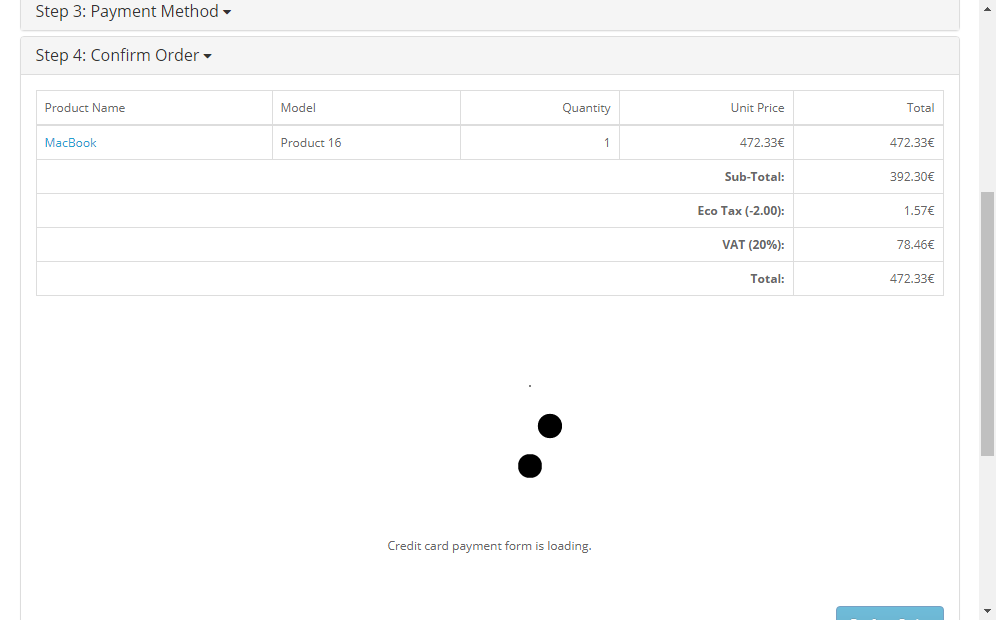 Step 3: Payment Method
Step 4: Confirm Order
Product Name Model Quantity Unit Price Total
MacBook Product 16 1 472.33€ 472.33€
Sub-Total: 392.30€
Eco Tax (-2.00): 1.57€
VAT (20%): 78.46€
Total: 472.33€
Credit card payment form is loading.